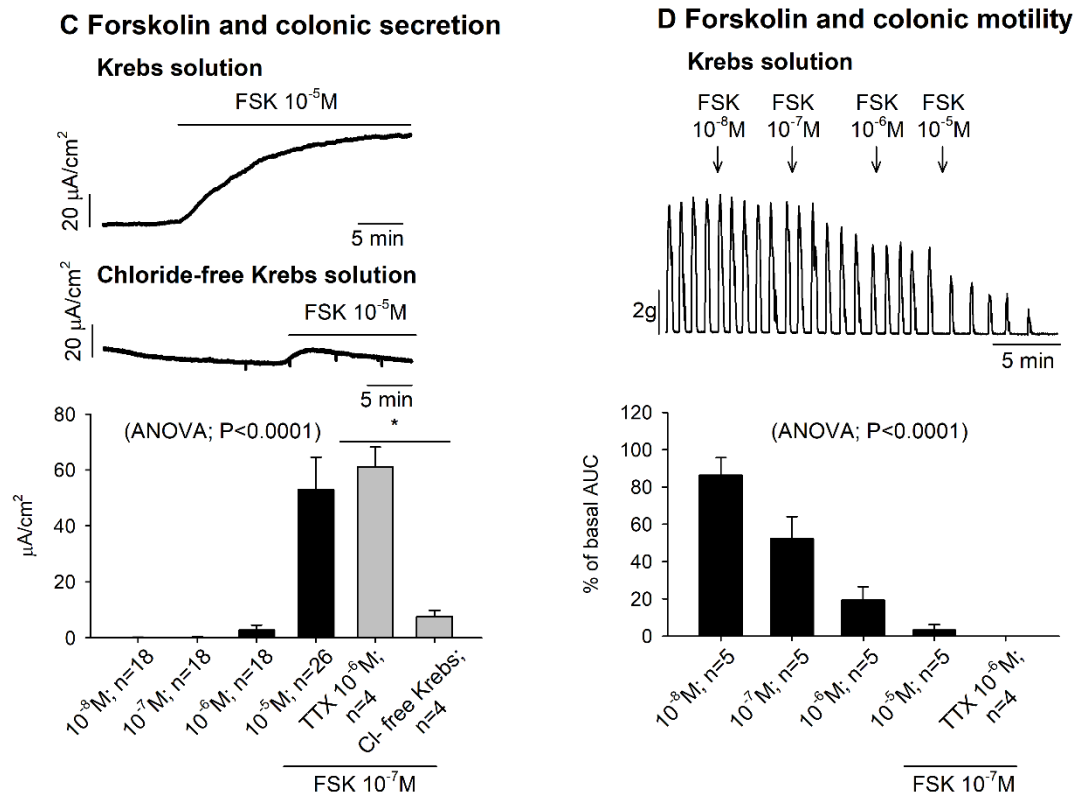 C Forskolin and colonic secretion
Krebs solution
FSK 10⁻⁵M
20 μA/cm²
5 min
Chloride-free Krebs solution
FSK 10⁻⁵M
20 μA/cm²
5 min
80
60
40
20
0
μA/cm²
(ANOVA; P<0.0001)
*
10⁻⁸M; n=18
10⁻⁷M; n=18
10⁻⁶M; n=18
10⁻⁵M; n=26
TTX 10⁻⁶M;
n=4
Cl- free Krebs;
n=4
FSK 10⁻⁷M
D Forskolin and colonic motility
Krebs solution
FSK
10⁻⁸M
FSK
10⁻⁷M
FSK
10⁻⁶M
FSK
10⁻⁵M
2g
5 min
120
100
80
60
40
20
0
% of basal AUC
(ANOVA; P<0.0001)
10⁻⁸M; n=5
10⁻⁷M; n=5
10⁻⁶M; n=5
10⁻⁵M; n=5
TTX 10⁻⁶M;
n=4
FSK 10⁻⁷M